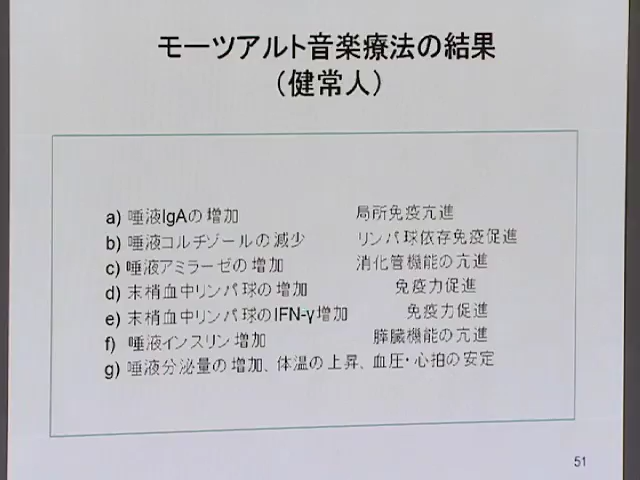 モーツアルト音楽療法の結果
(健常人)
a) 唾液IgAの増加 局所免疫亢進
b) 唾液コルチゾールの減少 リンパ球依存免疫促進
c) 唾液アミラーゼの増加 消化管機能の亢進
d) 末梢血中リンパ球の増加 免疫力促進
e) 末梢血中リンパ球のIFN-γ増加 免疫力促進
f) 唾液インスリン増加 膵臓機能の亢進
g) 唾液分泌量の増加、体温の上昇、血圧・心拍の安定
51